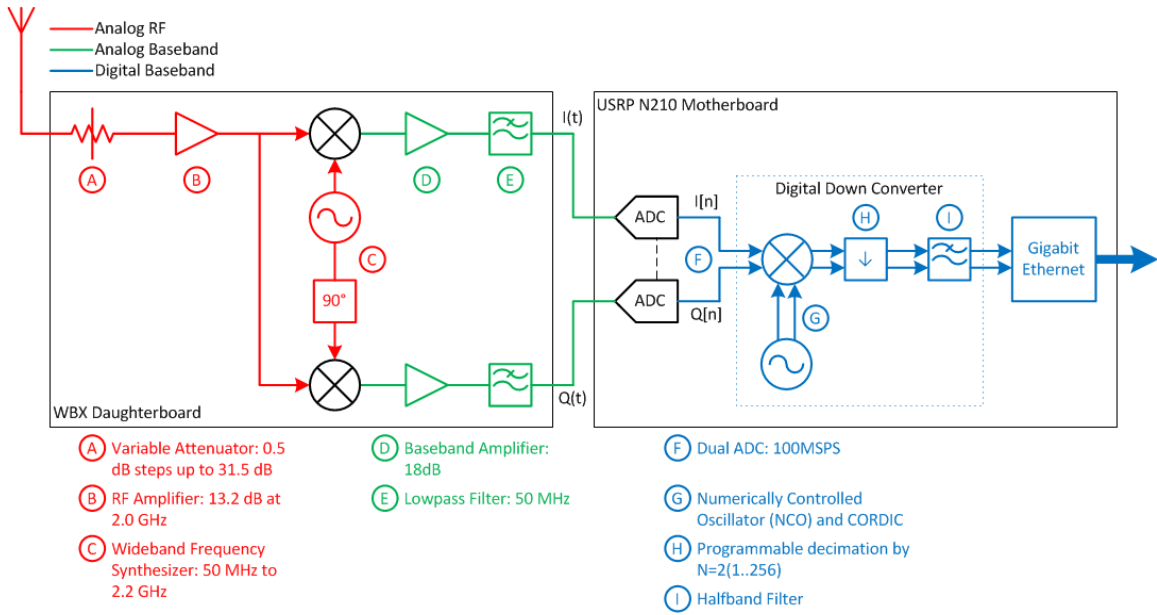 Analog RF
Analog Baseband
Digital Baseband
USRP N210 Motherboard
I(t)
A
B
D
E
C
90°
Q(t)
WBX Daughterboard
ADC
I[n]
F
ADC
Q[n]
Digital Down Converter
H
I
↓
G
Gigabit
Ethernet
A Variable Attenuator: 0.5
dB steps up to 31.5 dB
B RF Amplifier: 13.2 dB at
2.0 GHz
C Wideband Frequency
Synthesizer: 50 MHz to
2.2 GHz
D Baseband Amplifier:
18dB
E Lowpass Filter: 50 MHz
F Dual ADC: 100MSPS
G Numerically Controlled
Oscillator (NCO) and CORDIC
H Programmable decimation by
N=2(1..256)
I Halfband Filter